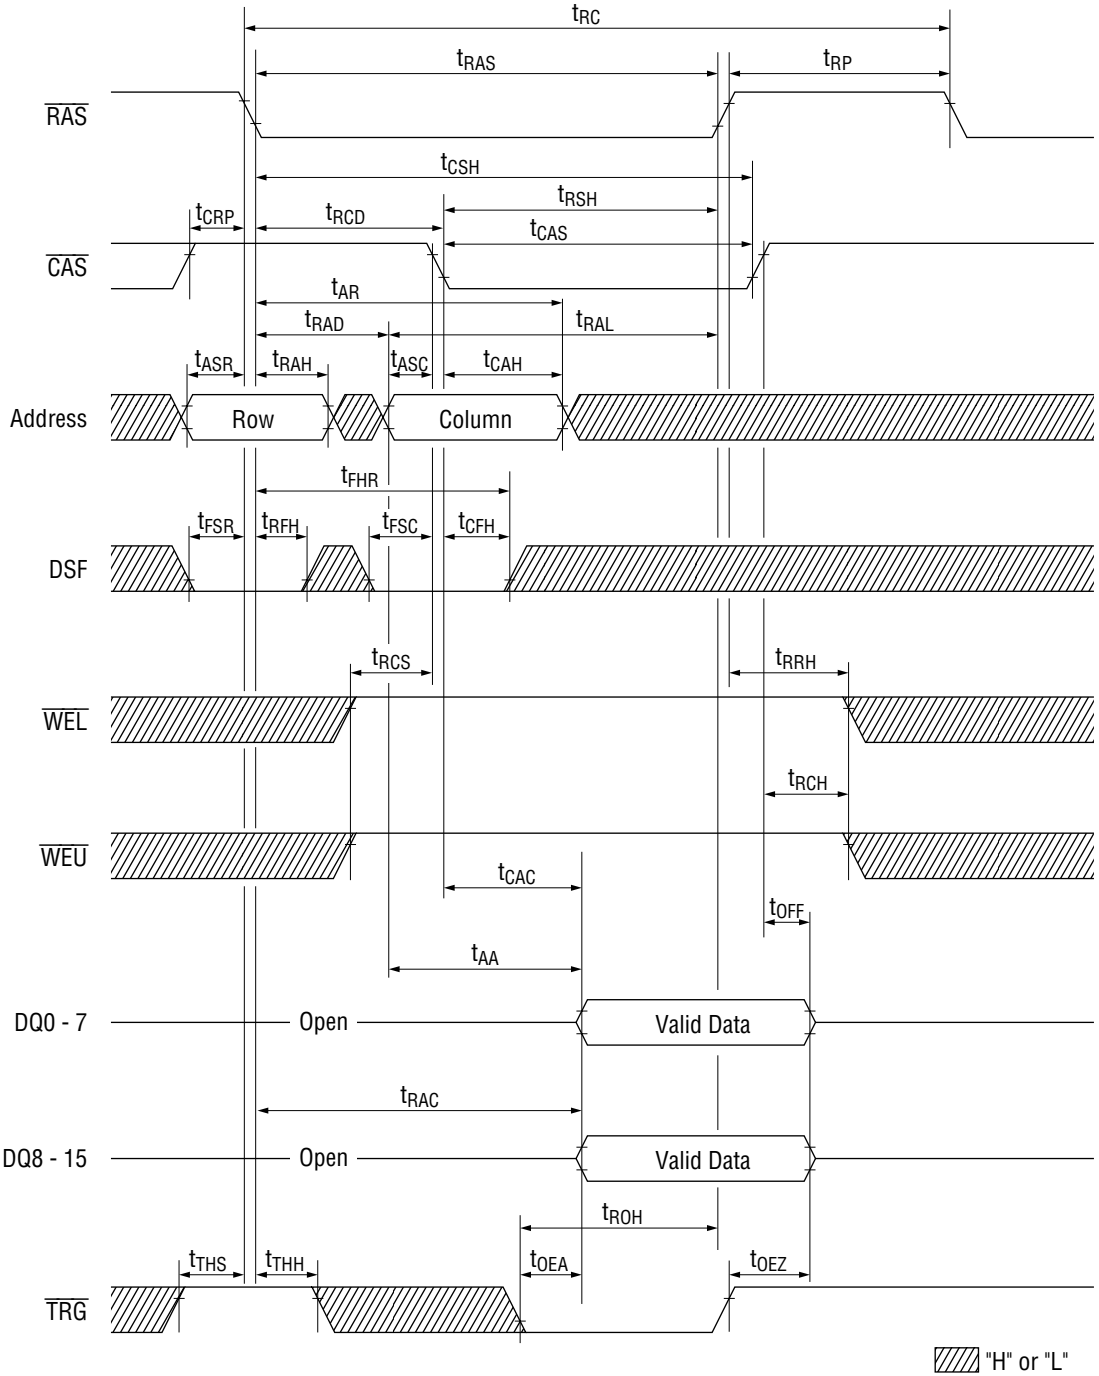 tRC
tRAS tRP
RAS
tCSH
tRSH
tCRP tRCD
tCAS
CAS
tAR
tRAD tRAL
tASR tRAH tASC tCAH
Address Row Column
tFHR
tFSR tRFH tFSC tCFH
DSF
tRCS tRRH
WEL
tRCH
WEU
tCAC
tOFF
tAA
DQ0 - 7 Open Valid Data
tRAC
DQ8 - 15 Open Valid Data
tROH
tTHS tTHH tOEA tOEZ
TRG
"H" or "L"